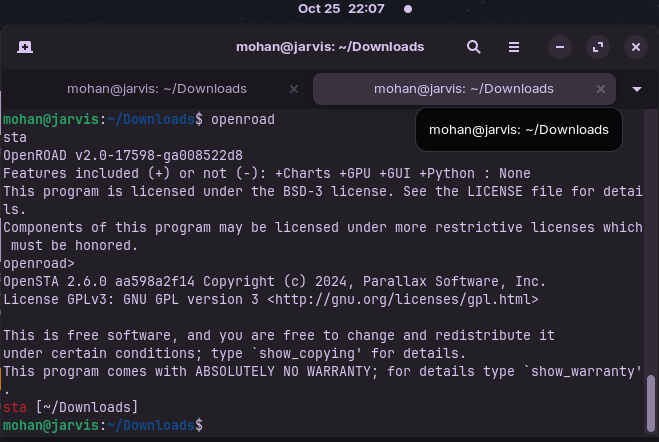 Oct 25 22:07
mohan@jarvis: ~/Downloads
mohan@jarvis: ~/Downloads
mohan@jarvis: ~/Downloads
mohan@jarvis:~/Downloads$ openroad
mohan@jarvis: ~/Downloads
sta
OpenROAD v2.0-17598-ga008522d8
Features included (+) or not (-): +Charts +GPU +GUI +Python : None
This program is licensed under the BSD-3 license. See the LICENSE file for detai
ls.
Components of this program may be licensed under more restrictive licenses which
 must be honored.
openroad>
OpenSTA 2.6.0 aa598a2f14 Copyright (c) 2024, Parallax Software, Inc.
License GPLv3: GNU GPL version 3 <http://gnu.org/licenses/gpl.html>

This is free software, and you are free to change and redistribute it
under certain conditions; type `show_copying' for details.
This program comes with ABSOLUTELY NO WARRANTY; for details type `show_warranty'
.
sta [~/Downloads]
mohan@jarvis:~/Downloads$